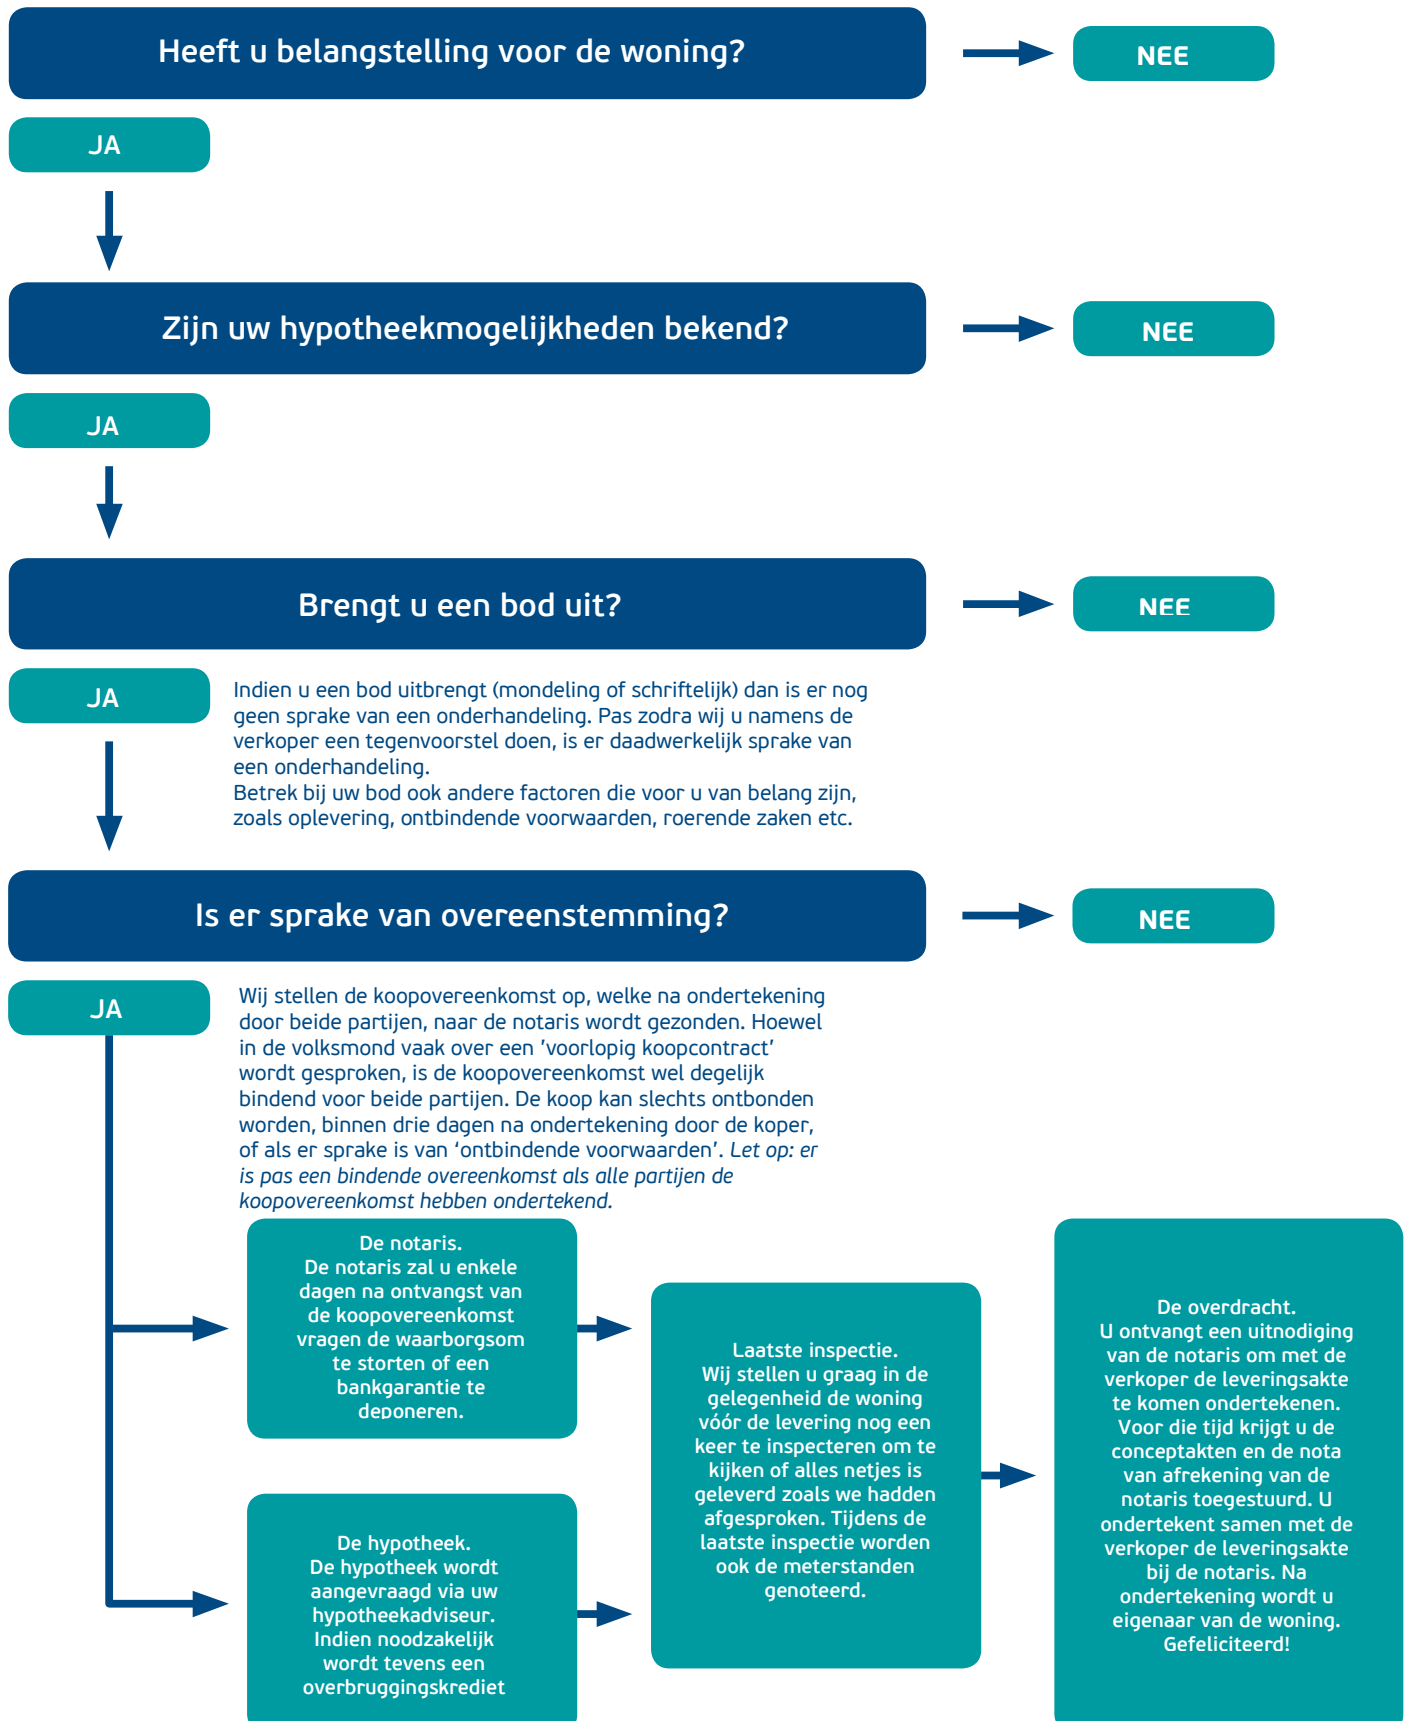 Heeft u belangstelling voor de woning?
NEE
JA
Zijn uw hypotheekmogelijkheden bekend?
NEE
JA
Brengt u een bod uit?
NEE
JA
Indien u een bod uitbrengt (mondeling of schriftelijk) dan is er nog
geen sprake van een onderhandeling. Pas zodra wij u namens de
verkoper een tegenvoorstel doen, is er daadwerkelijk sprake van
een onderhandeling.
Betrek bij uw bod ook andere factoren die voor u van belang zijn,
zoals oplevering, ontbindende voorwaarden, roerende zaken etc.
Is er sprake van overeenstemming?
NEE
JA
Wij stellen de koopovereenkomst op, welke na ondertekening
door beide partijen, naar de notaris wordt gezonden. Hoewel
in de volksmond vaak over een 'voorlopig koopcontract'
wordt gesproken, is de koopovereenkomst wel degelijk
bindend voor beide partijen. De koop kan slechts ontbonden
worden, binnen drie dagen na ondertekening door de koper,
of als er sprake is van ‘ontbindende voorwaarden’. Let op: er
is pas een bindende overeenkomst als alle partijen de
koopovereenkomst hebben ondertekend.
De notaris.
De notaris zal u enkele
dagen na ontvangst van
de koopovereenkomst
vragen de waarborgsom
te storten of een
bankgarantie te
deponeren.
De hypotheek.
De hypotheek wordt
aangevraagd via uw
hypotheekadviseur.
Indien noodzakelijk
wordt tevens een
overbruggingskrediet
Laatste inspectie.
Wij stellen u graag in de
gelegenheid de woning
vóór de levering nog een
keer te inspecteren om te
kijken of alles netjes is
geleverd zoals we hadden
afgesproken. Tijdens de
laatste inspectie worden
ook de meterstanden
genoteerd.
De overdracht.
U ontvangt een uitnodiging
van de notaris om met de
verkoper de leveringsakte
te komen ondertekenen.
Voor die tijd krijgt u de
conceptakten en de nota
van afrekening van de
notaris toegestuurd. U
ondertekent samen met de
verkoper de leveringsakte
bij de notaris. Na
ondertekening wordt u
eigenaar van de woning.
Gefeliciteerd!